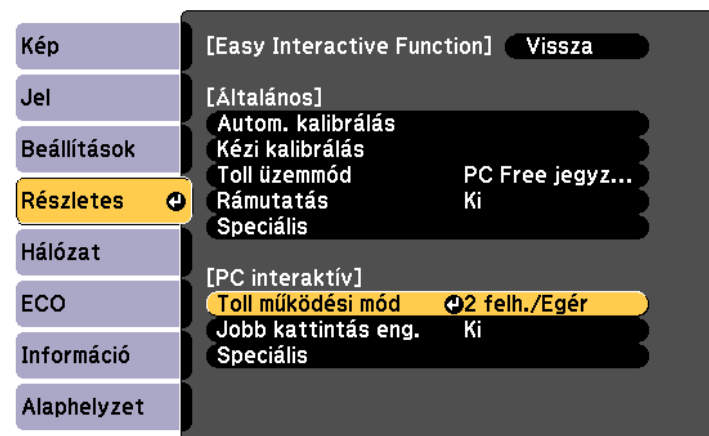 Kép
Jel
Beállítások
Részletes
Hálózat
ECO
Információ
Alaphelyzet
[Easy Interactive Function] Vissza
[Általános]
Autom. kalibrálás
Kézi kalibrálás
Toll üzemmód PC Free jegyz...
Rámutatás Ki
Speciális
[PC interaktív]
Toll működési mód 2 felh./Egér
Jobb kattintás eng. Ki
Speciális